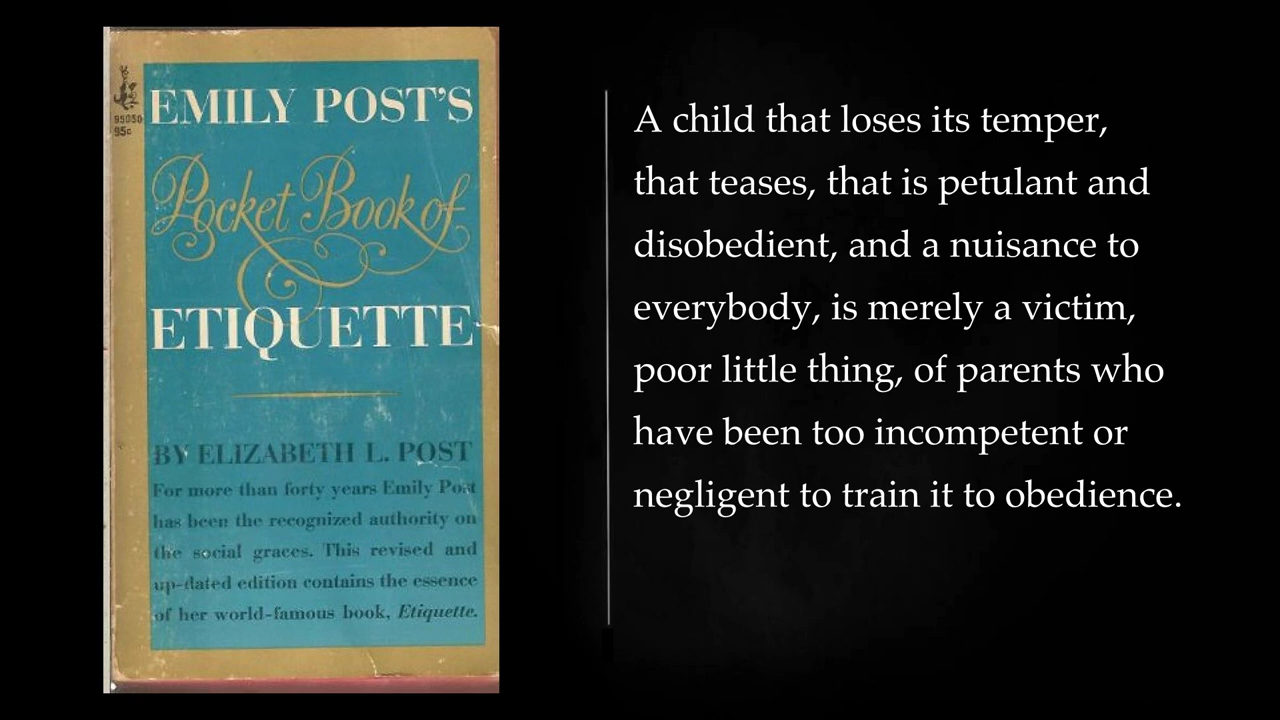 95050
95c
EMILY POST'S
Pocket Book of
ETIQUETTE
BY ELIZABETH L. POST
For more than forty years Emily Post
has been the recognized authority on
the social graces. This revised and
up-dated edition contains the essence
of her world-famous book, Etiquette.
A child that loses its temper,
that teases, that is petulant and
disobedient, and a nuisance to
everybody, is merely a victim,
poor little thing, of parents who
have been too incompetent or
negligent to train it to obedience.